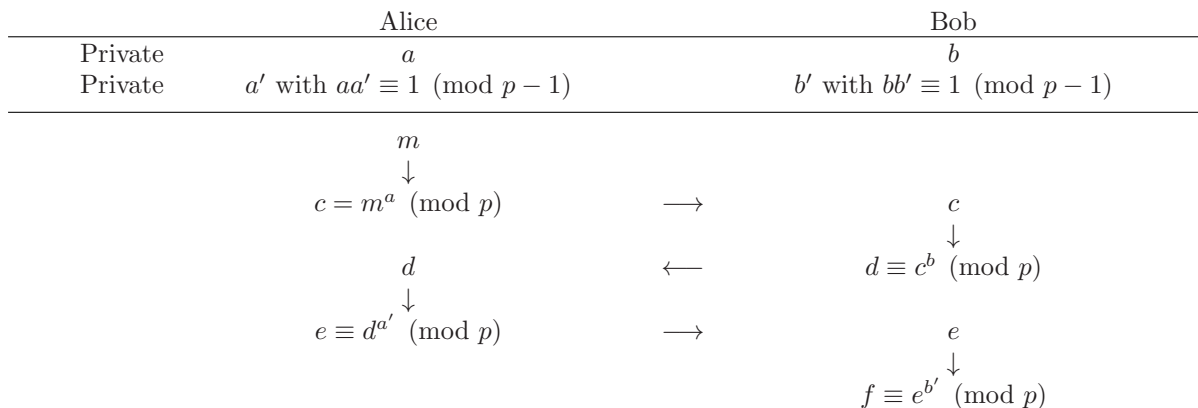 Alice Bob
Private a b
Private a′ with aa′ ≡ 1 (mod p − 1) b′ with bb′ ≡ 1 (mod p − 1)
m
↓
c = m^a (mod p) ⟶ c
↓
d ⟵ d ≡ c^b (mod p)
↓
e ≡ d^{a′} (mod p) ⟶ e
↓
f ≡ e^{b′} (mod p)